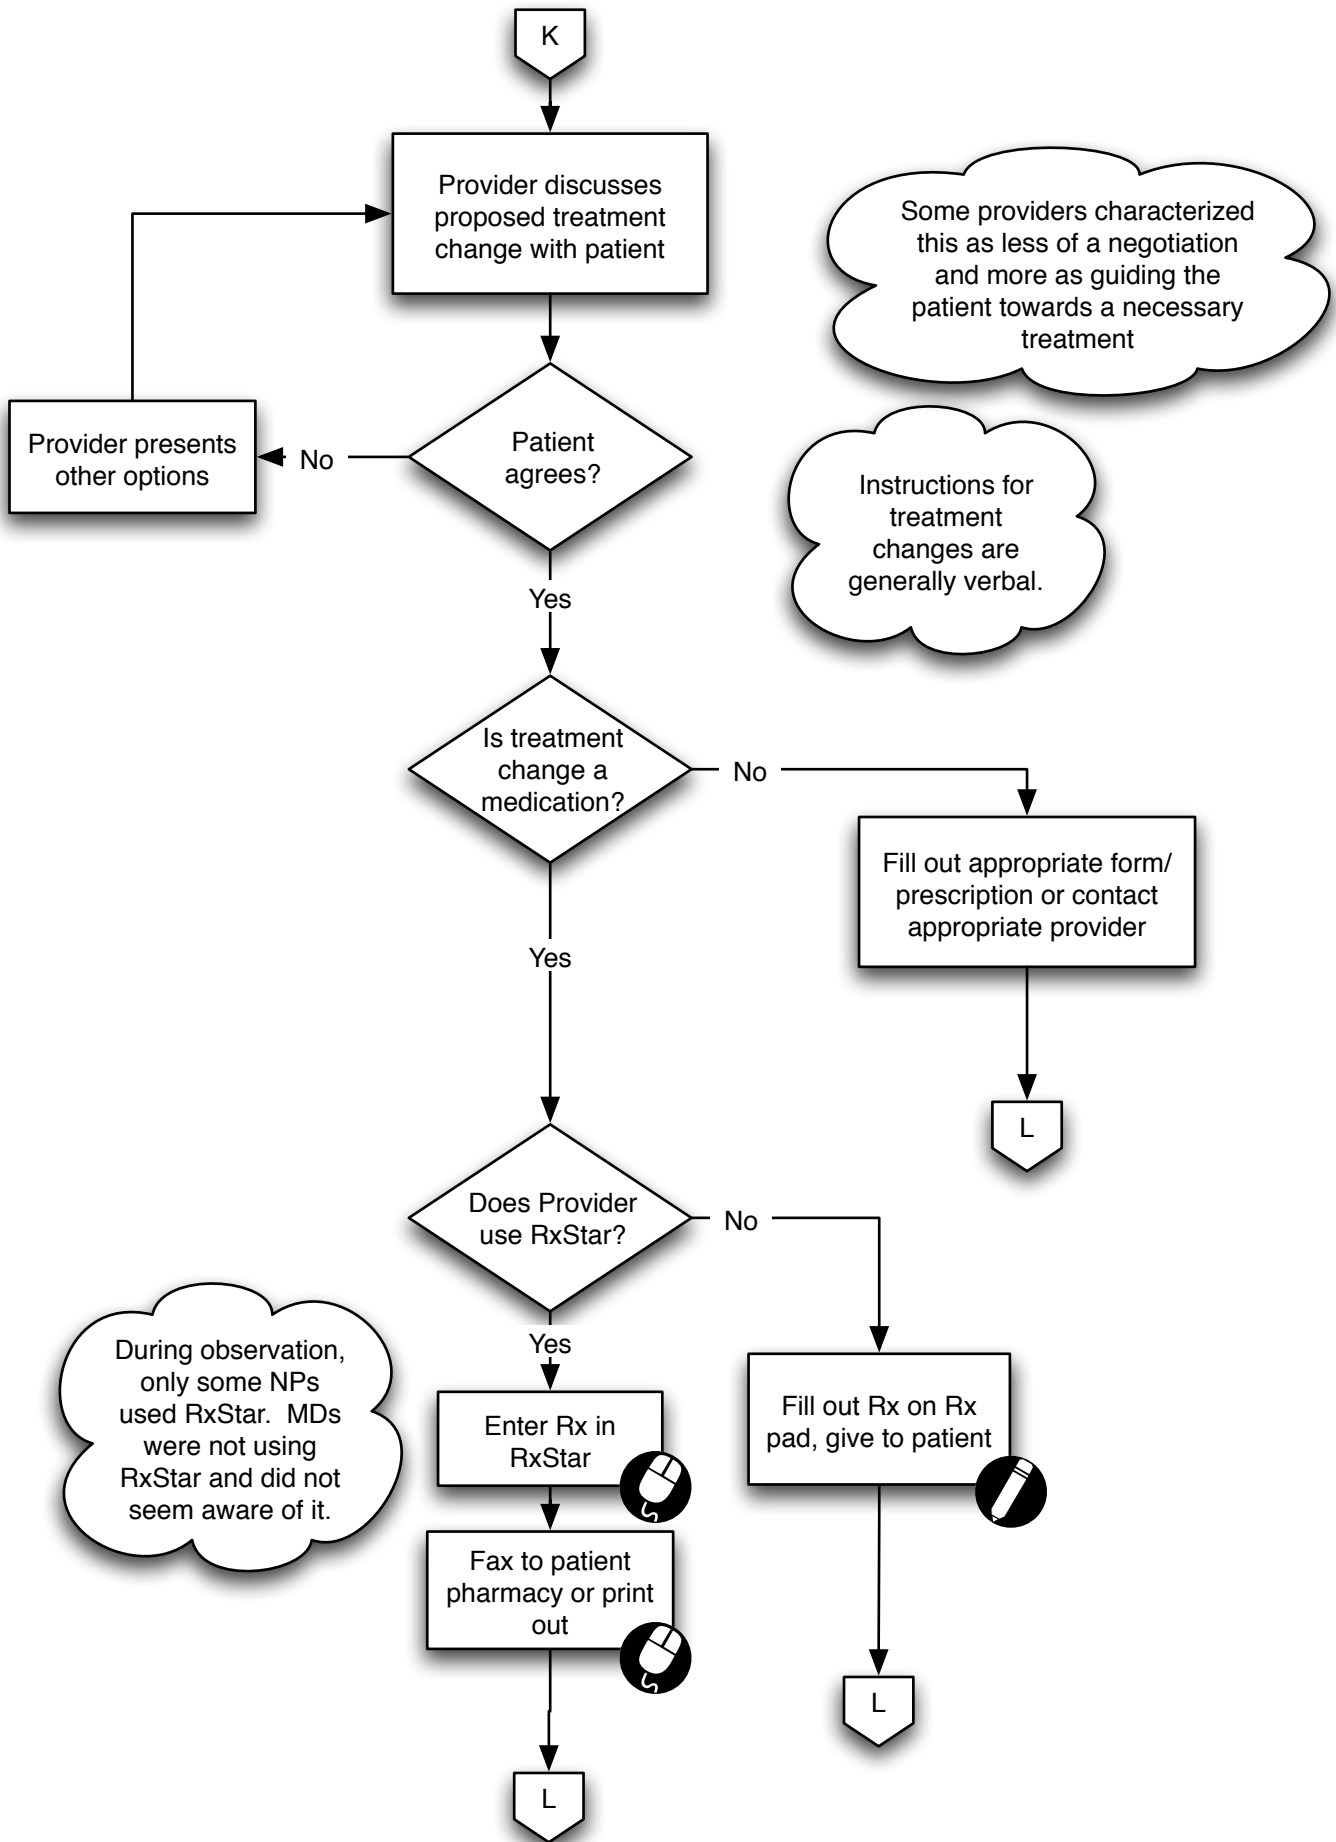 K
Provider discusses
proposed treatment
change with patient
Some providers characterized
this as less of a negotiation
and more as guiding the
patient towards a necessary
treatment
Provider presents
other options
No
Patient
agrees?
Instructions for
treatment
changes are
generally verbal.
Yes
Is treatment
change a
medication?
No
Fill out appropriate form/
prescription or contact
appropriate provider
Yes
L
Does Provider
use RxStar?
No
During observation,
only some NPs
used RxStar.  MDs
were not using
RxStar and did not
seem aware of it.
Yes
Enter Rx in
RxStar
Fill out Rx on Rx
pad, give to patient
Fax to patient
pharmacy or print
out
L
L